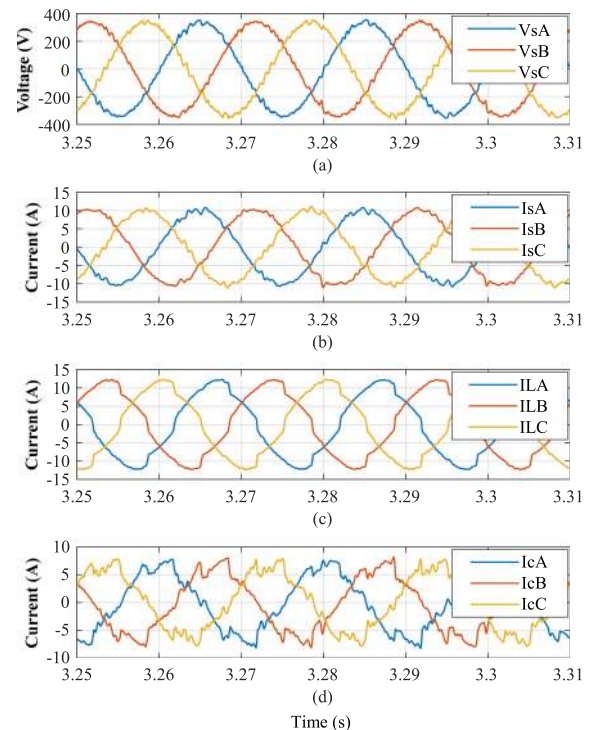 Voltage (V)
400
200
0
-200
-400
VsA
VsB
VsC
3.25 3.26 3.27 3.28 3.29 3.3 3.31
(a)
Current (A)
15
10
5
0
-5
-10
-15
IsA
IsB
IsC
3.25 3.26 3.27 3.28 3.29 3.3 3.31
(b)
Current (A)
15
10
5
0
-5
-10
-15
ILA
ILB
ILC
3.25 3.26 3.27 3.28 3.29 3.3 3.31
(c)
Current (A)
10
5
0
-5
-10
IcA
IcB
IcC
3.25 3.26 3.27 3.28 3.29 3.3 3.31
(d)
Time (s)